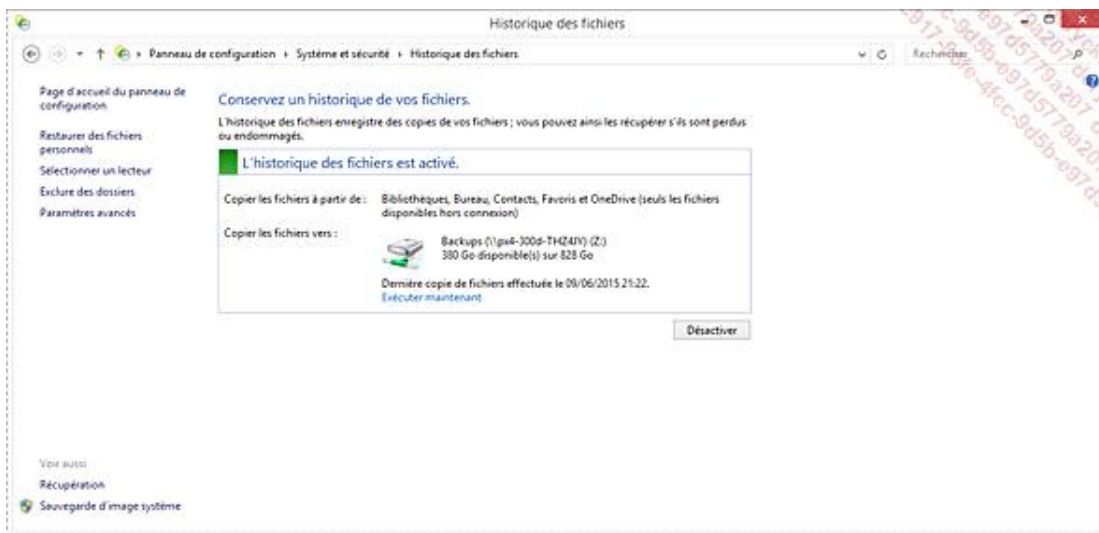 Historique des fichiers
Panneau de configuration Système et sécurité Historique des fichiers
Rechercher
Page d'accueil du panneau de
configuration
Restaurer des fichiers
personnels
Sélectionner un lecteur
Exclure des dossiers
Paramètres avancés
Conservez un historique de vos fichiers.
L'historique des fichiers enregistre des copies de vos fichiers ; vous pouvez ainsi les récupérer s'ils sont perdus
ou endommagés.
L'historique des fichiers est activé.
Copier les fichiers à partir de :
Bibliothèques, Bureau, Contacts, Favoris et OneDrive (seuls les fichiers
disponibles hors connexion)
Copier les fichiers vers :
Backups (\\px4-300d-THZ4JY) (Z:)
380 Go disponible(s) sur 828 Go
Dernière copie de fichiers effectuée le 09/06/2015 21:22.
Exécuter maintenant
Désactiver
Voir aussi
Récupération
Sauvegarde d'image système